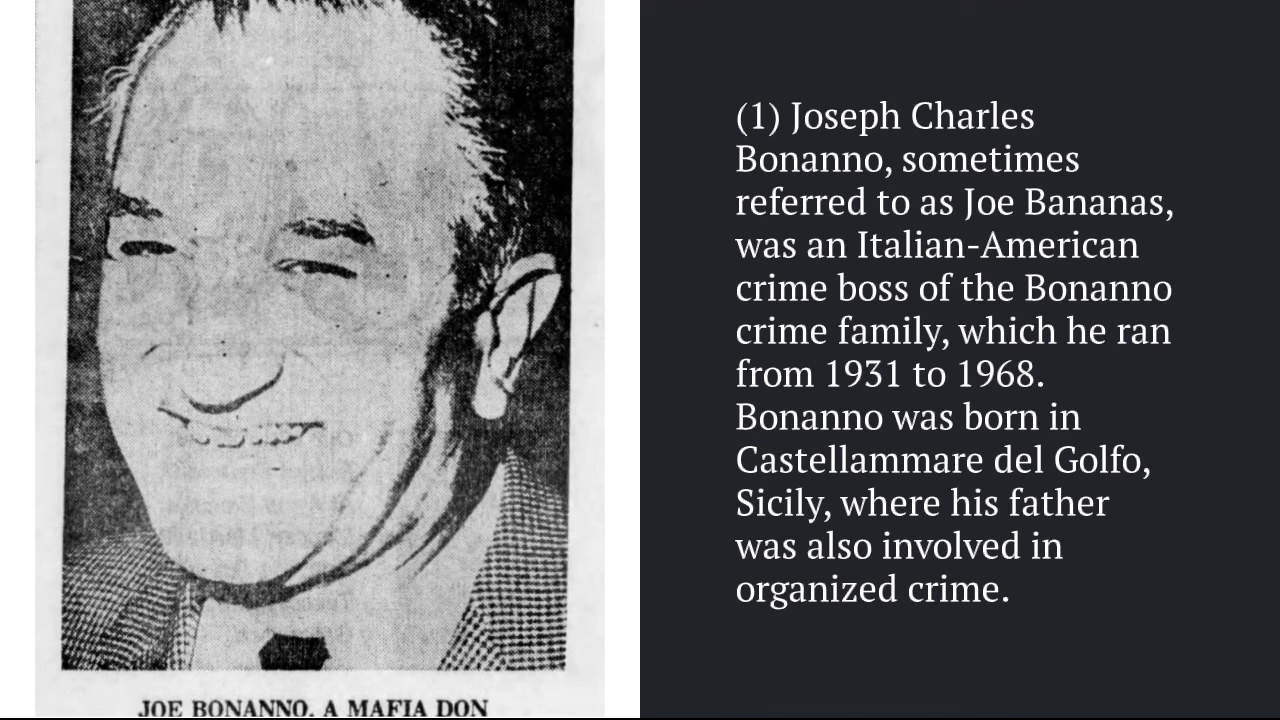 (1) Joseph Charles
Bonanno, sometimes
referred to as Joe Bananas,
was an Italian-American
crime boss of the Bonanno
crime family, which he ran
from 1931 to 1968.
Bonanno was born in
Castellammare del Golfo,
Sicily, where his father
was also involved in
organized crime.
JOE BONANNO, A MAFIA DON